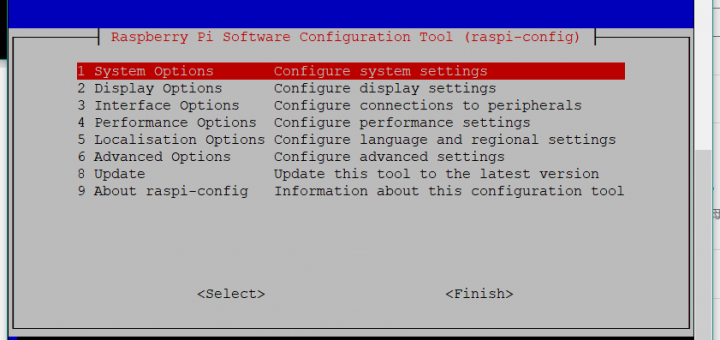 Raspberry Pi Software Configuration Tool (raspi-config)
1 System Options Configure system settings
2 Display Options Configure display settings
3 Interface Options Configure connections to peripherals
4 Performance Options Configure performance settings
5 Localisation Options Configure language and regional settings
6 Advanced Options Configure advanced settings
8 Update Update this tool to the latest version
9 About raspi-config Information about this configuration tool
<Select> <Finish>